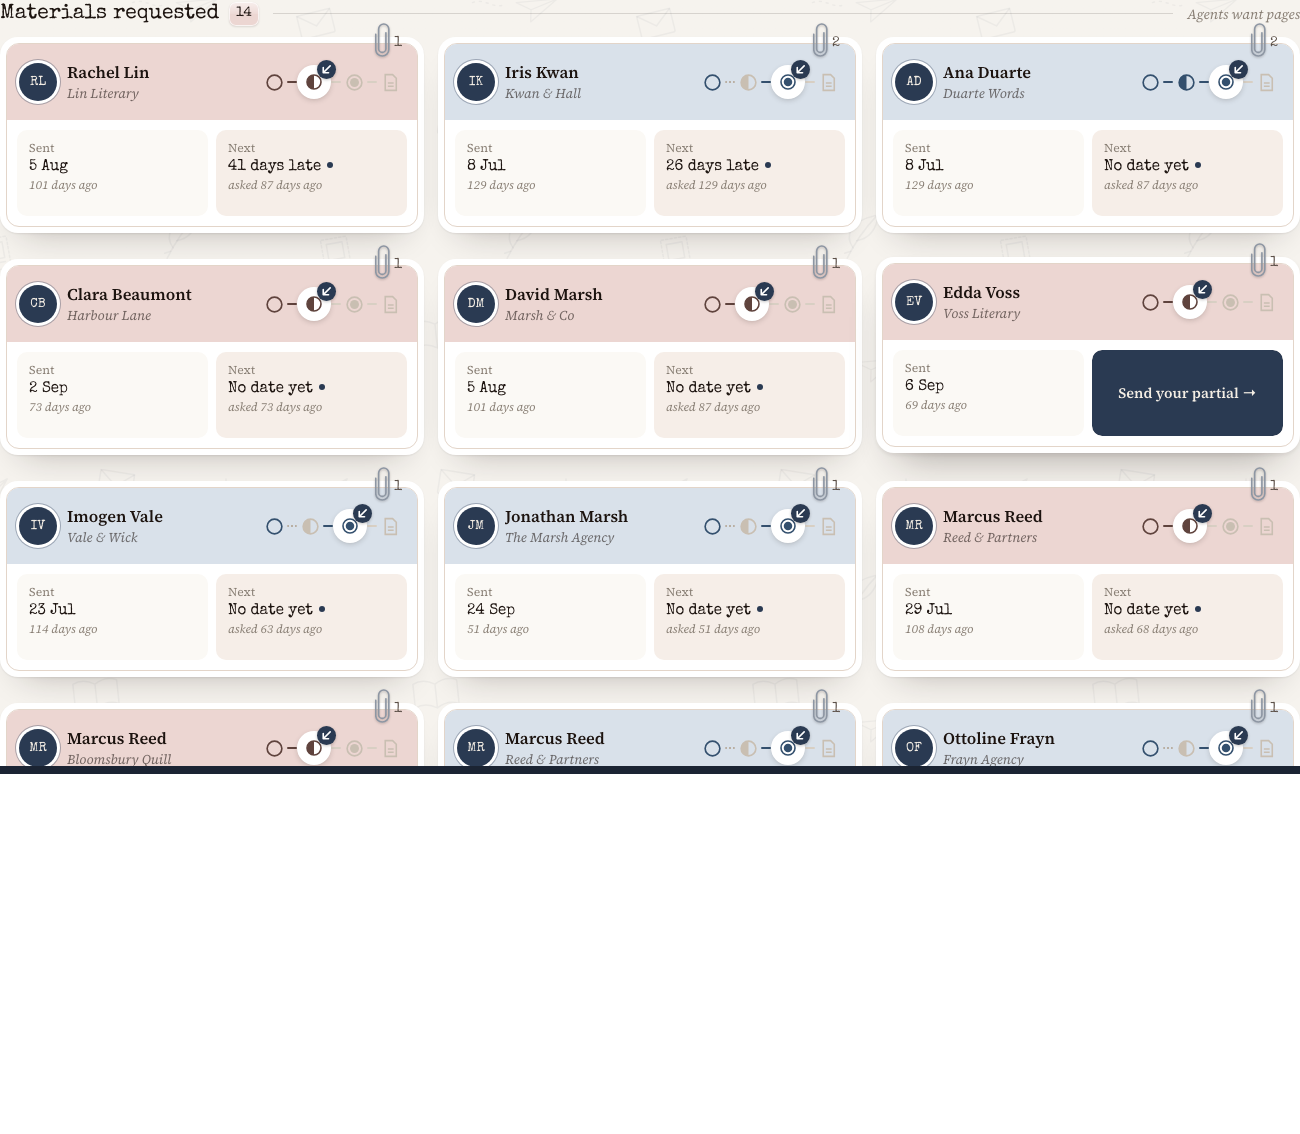 Materials requested 14
Agents want pages
1
RL
Rachel Lin
Lin Literary
Sent
5 Aug
101 days ago
Next
41 days late
asked 87 days ago
2
IK
Iris Kwan
Kwan & Hall
Sent
8 Jul
129 days ago
Next
26 days late
asked 129 days ago
2
AD
Ana Duarte
Duarte Words
Sent
8 Jul
129 days ago
Next
No date yet
asked 87 days ago
1
CB
Clara Beaumont
Harbour Lane
Sent
2 Sep
73 days ago
Next
No date yet
asked 73 days ago
1
DM
David Marsh
Marsh & Co
Sent
5 Aug
101 days ago
Next
No date yet
asked 87 days ago
1
EV
Edda Voss
Voss Literary
Sent
6 Sep
69 days ago
Send your partial →
1
IV
Imogen Vale
Vale & Wick
Sent
23 Jul
114 days ago
Next
No date yet
asked 63 days ago
1
JM
Jonathan Marsh
The Marsh Agency
Sent
24 Sep
51 days ago
Next
No date yet
asked 51 days ago
1
MR
Marcus Reed
Reed & Partners
Sent
29 Jul
108 days ago
Next
No date yet
asked 68 days ago
1
MR
Marcus Reed
Bloomsbury Quill
1
MR
Marcus Reed
Reed & Partners
1
OF
Ottoline Frayn
Frayn Agency